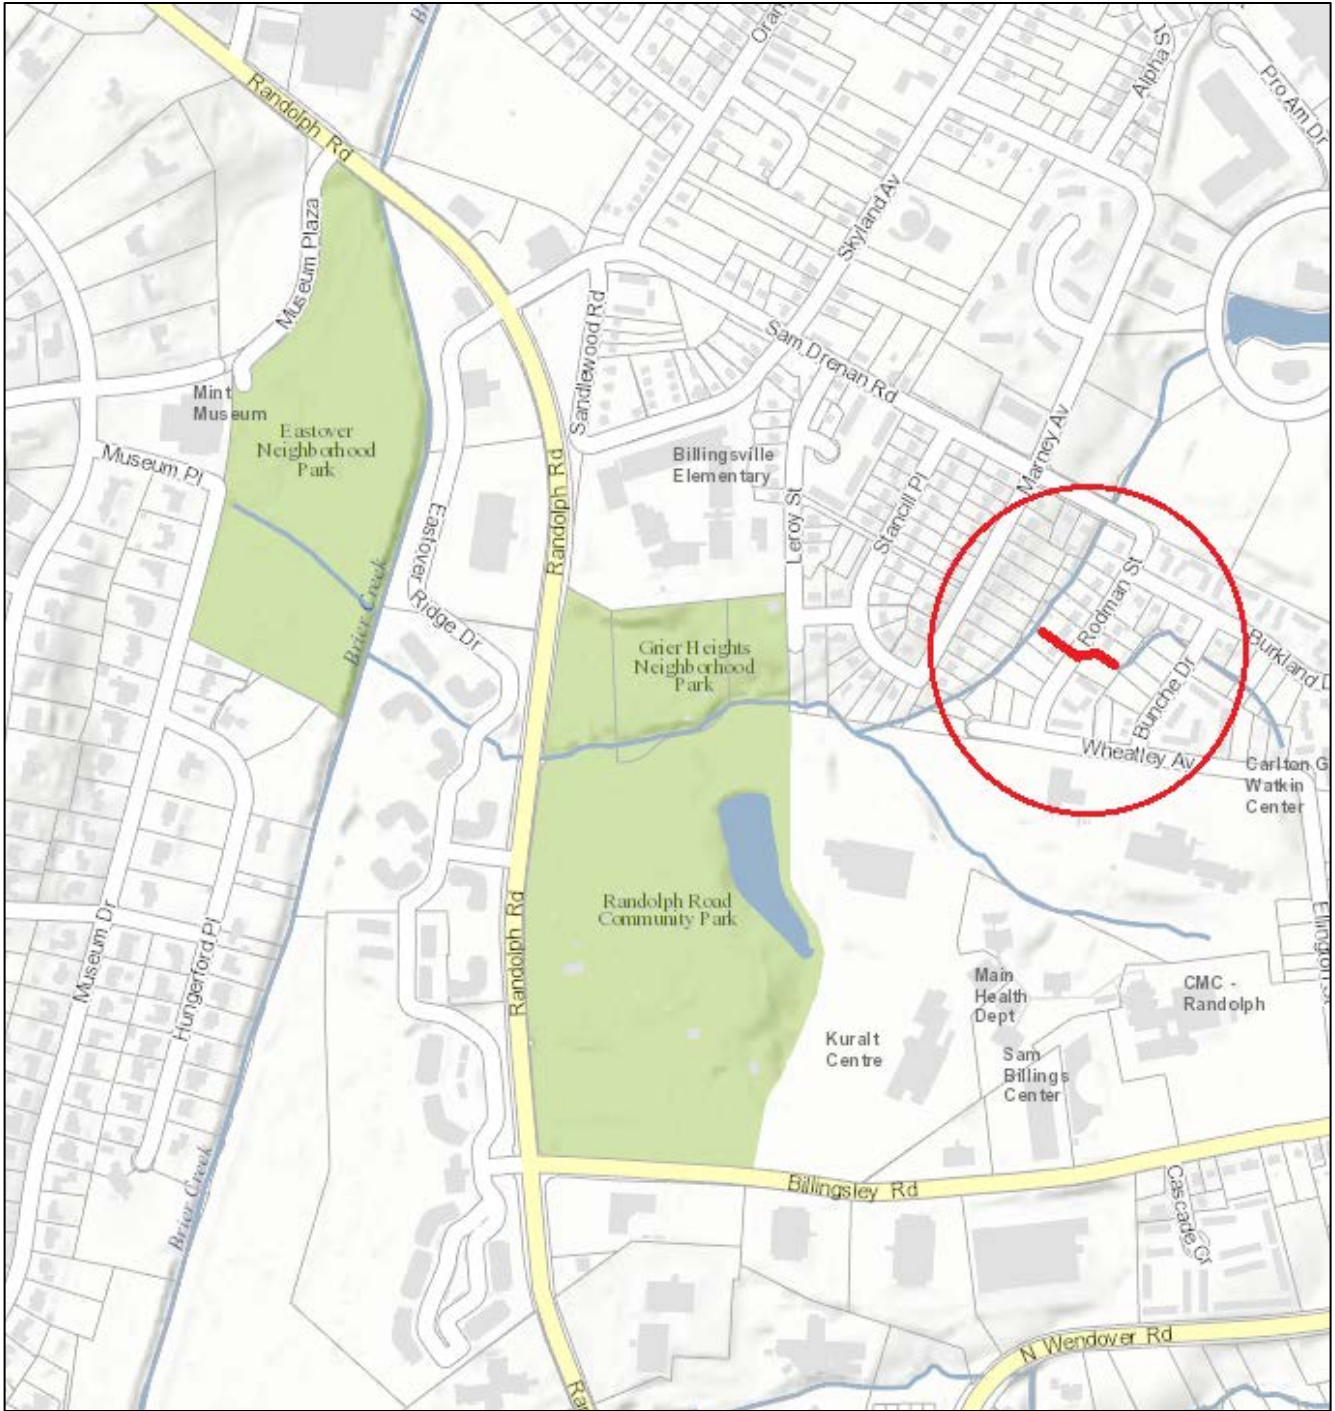 Bri
Oran
Alpha S
Pro Am Dr
Randolph Rd
Skyland Av
Museum Plaza
Sandlewood Rd
Sam Drenan Rd
Mint
Museum
Eastover
Neighborhood
Park
Museum Pl
Randolph Rd
Billingsville
Elementary
Marney Av
Leroy St
Stancill Pl
Eastover Ridge Dr
Brier Creek
Rodman St
Grier Heights
Neighborhood
Park
Burkland D
Bunche Dr
Wheatley Av
Carlton G
Watkin
Center
Randolph Road
Community Park
Randolph Rd
Museum Dr
Hungerford Pl
Ellington St
Main
Health
Dept
CMC -
Randolph
Kuralt
Centre
Sam
Billings
Center
Brier Creek
Billingsley Rd
Cascade Cr
N Wendover Rd
Ra